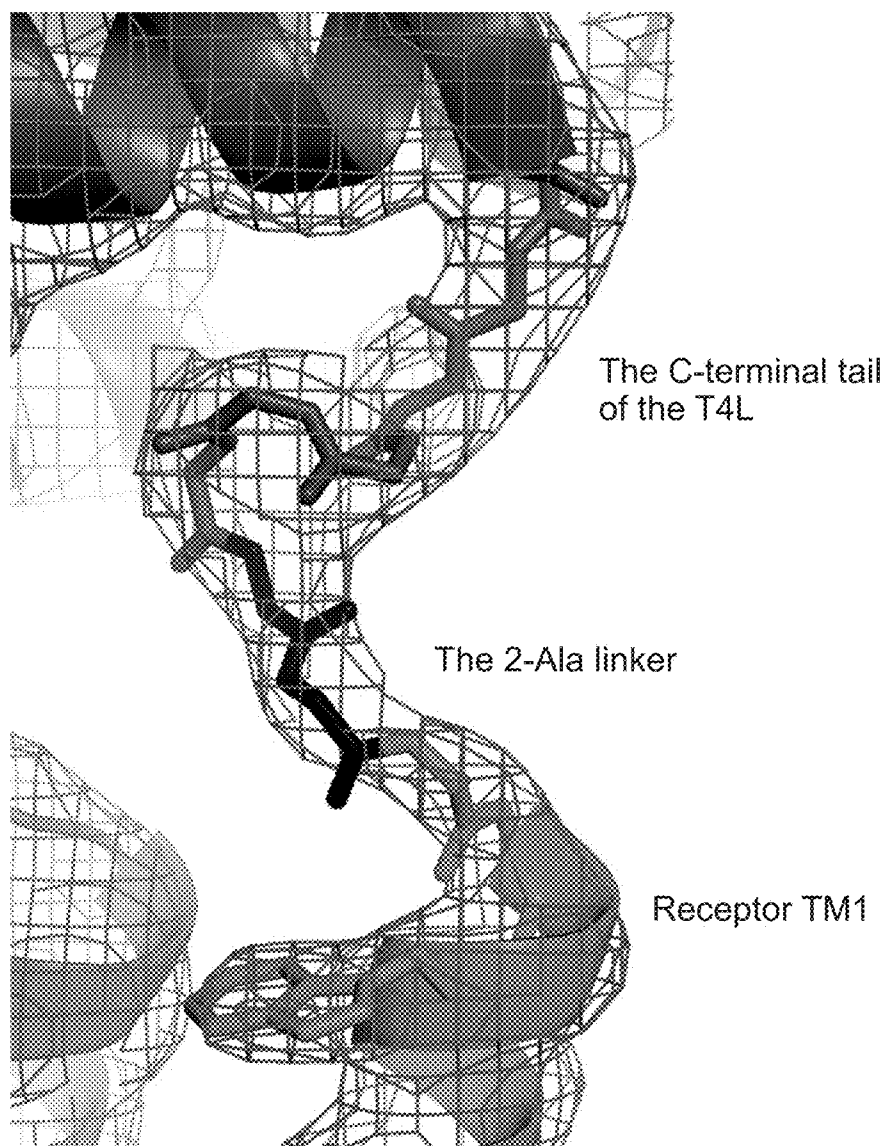 The C-terminal tail
of the T4L
The 2-Ala linker
Receptor TM1